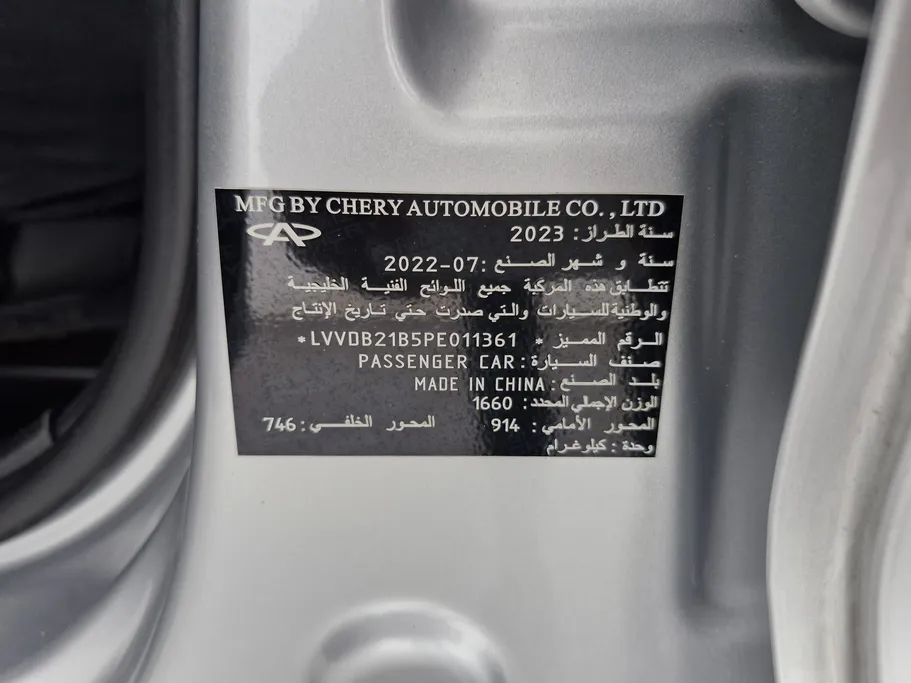 MFG BY CHERY AUTOMOBILE CO. , LTD
سنة الطراز: 2023
سنة و شهر الصنع :07-2022
تتطابق هذه المركبة جميع اللوائح الفنية الخليجية
والوطنية للسيارات والتي صدرت حتي تاريخ الإنتاج
الرقم المميز * LVVDB21B5PE011361*
صنف السيارة: PASSENGER CAR
بلد الصنع: MADE IN CHINA
الوزن الإجمالي المحدد: 1660
المحور الأمامي: 914 المحور الخلفي: 746
وحدة : كيلوغرام